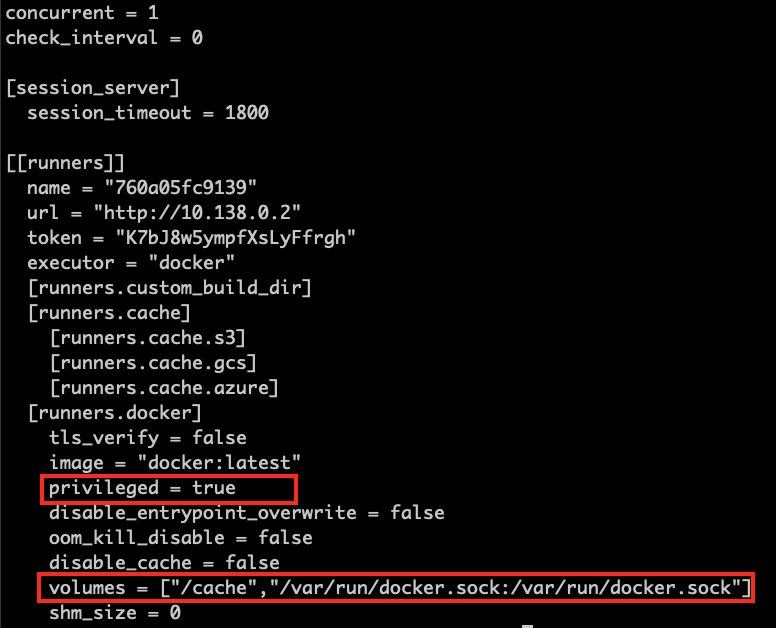 concurrent = 1
check_interval = 0
[session_server]
session_timeout = 1800
[[runners]]
name = "760a05fc9139"
url = "http://10.138.0.2"
token = "K7bJ8w5ympfXsLyFfrgh"
executor = "docker"
[runners.custom_build_dir]
[runners.cache]
[runners.cache.s3]
[runners.cache.gcs]
[runners.cache.azure]
[runners.docker]
tls_verify = false
image = "docker:latest"
privileged = true
disable_entrypoint_overwrite = false
oom_kill_disable = false
disable_cache = false
volumes = ["/cache","/var/run/docker.sock:/var/run/docker.sock"]
shm_size = 0